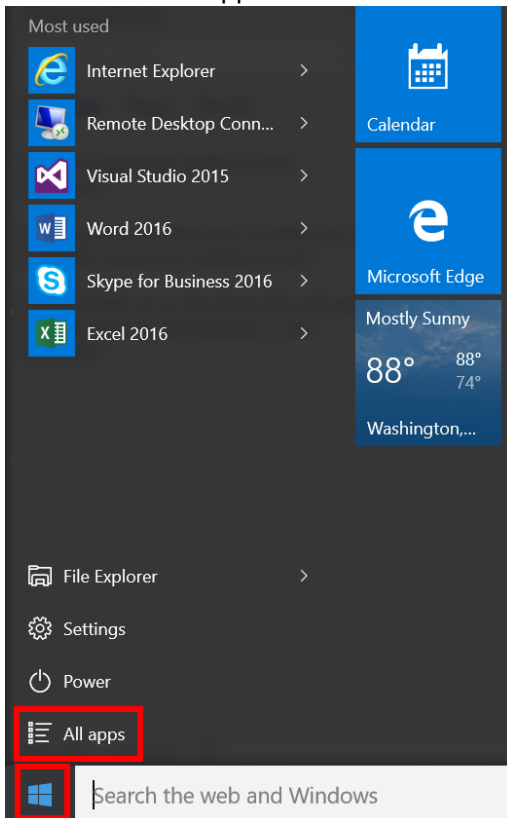 Most used
Internet Explorer
Remote Desktop Conn...
Visual Studio 2015
Word 2016
Skype for Business 2016
Excel 2016
Calendar
Microsoft Edge
Mostly Sunny
88° 88°
74°
Washington,...
File Explorer
Settings
Power
All apps
Search the web and Windows